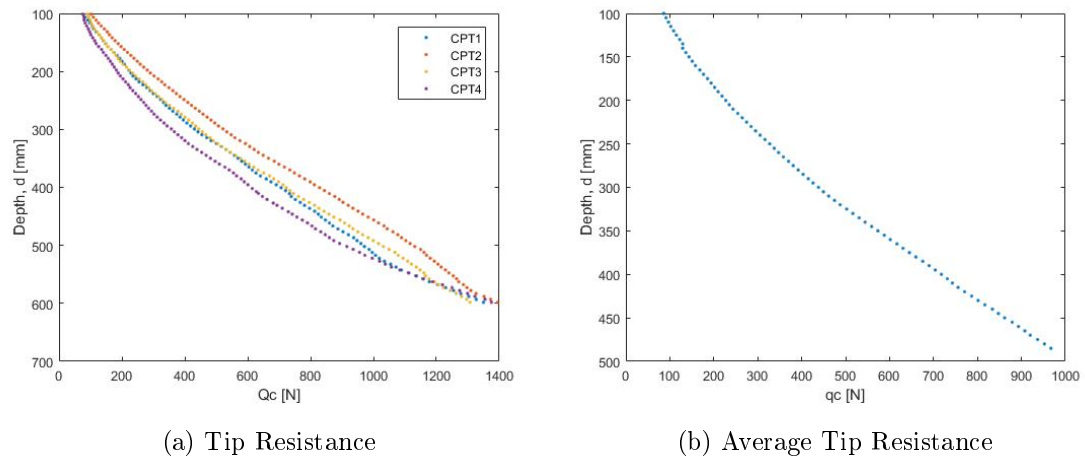 100
200
300
400
500
600
700
Depth, d [mm]
0 200 400 600 800 1000 1200 1400
Qc [N]
CPT1
CPT2
CPT3
CPT4
(a) Tip Resistance
100
150
200
250
300
350
400
450
500
Depth, d [mm]
0 100 200 300 400 500 600 700 800 900 1000
qc [N]
(b) Average Tip Resistance